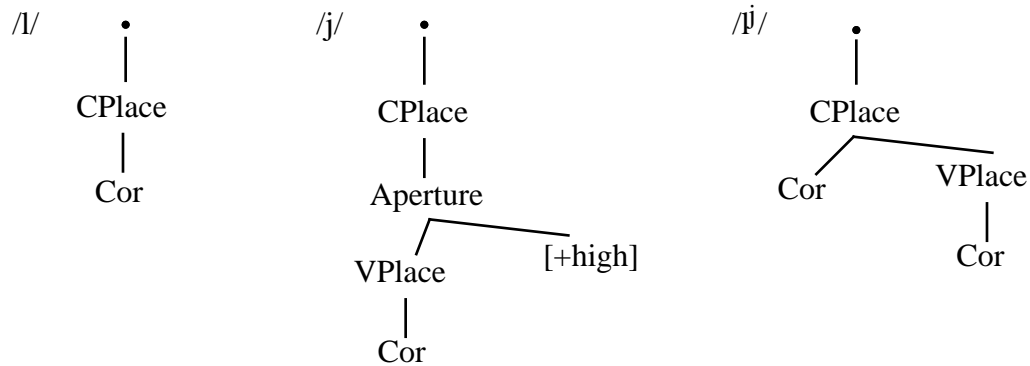 /l/
CPlace
Cor
/j/
CPlace
Aperture
VPlace
[+high]
Cor
/lʲ/
CPlace
Cor
VPlace
Cor